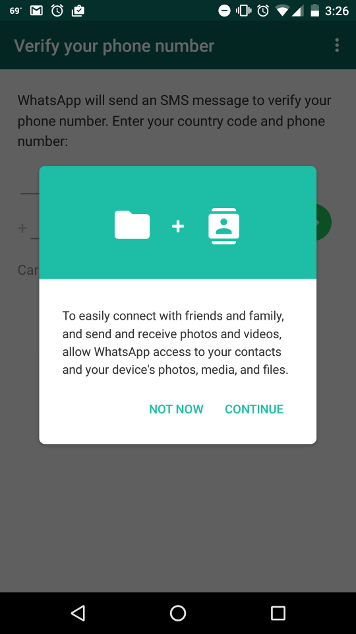 69°
3:26
Verify your phone number
WhatsApp will send an SMS message to verify your
phone number. Enter your country code and phone
number:
+
Car
+
To easily connect with friends and family,
and send and receive photos and videos,
allow WhatsApp access to your contacts
and your device's photos, media, and files.
NOT NOW CONTINUE